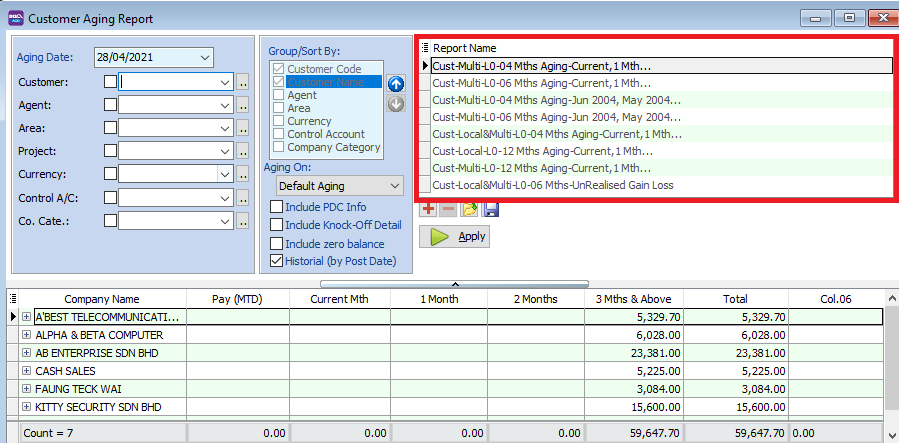 Customer Aging Report
Aging Date: 28/04/2021
Customer:
Agent:
Area:
Project:
Currency:
Control A/C:
Co. Cate.:
Group/Sort By:
Customer Code
Customer Name
Agent
Area
Currency
Control Account
Company Category
Aging On:
Default Aging
Include PDC Info
Include Knock-Off Detail
Include zero balance
Historial (by Post Date)
Report Name
Cust-Multi-L0-04 Mths Aging-Current,1 Mth...
Cust-Multi-L0-06 Mths Aging-Current,1 Mth...
Cust-Multi-L0-04 Mths Aging-Jun 2004, May 2004...
Cust-Multi-L0-06 Mths Aging-Jun 2004, May 2004...
Cust-Local&Multi-L0-04 Mths Aging-Current,1 Mth...
Cust-Local-L0-12 Mths Aging-Current,1 Mth...
Cust-Multi-L0-12 Mths Aging-Current,1 Mth...
Cust-Local&Multi-L0-06 Mths-UnRealised Gain Loss
Apply
Company Name Pay (MTD) Current Mth 1 Month 2 Months 3 Mths & Above Total Col.06
A'BEST TELECOMMUNICATI... 5,329.70 5,329.70
ALPHA & BETA COMPUTER 6,028.00 6,028.00
AB ENTERPRISE SDN BHD 23,381.00 23,381.00
CASH SALES 5,225.00 5,225.00
FAUNG TECK WAI 3,084.00 3,084.00
KITTY SECURITY SDN BHD 15,600.00 15,600.00
Count = 7 0.00 0.00 0.00 0.00 59,647.70 59,647.70 0.00